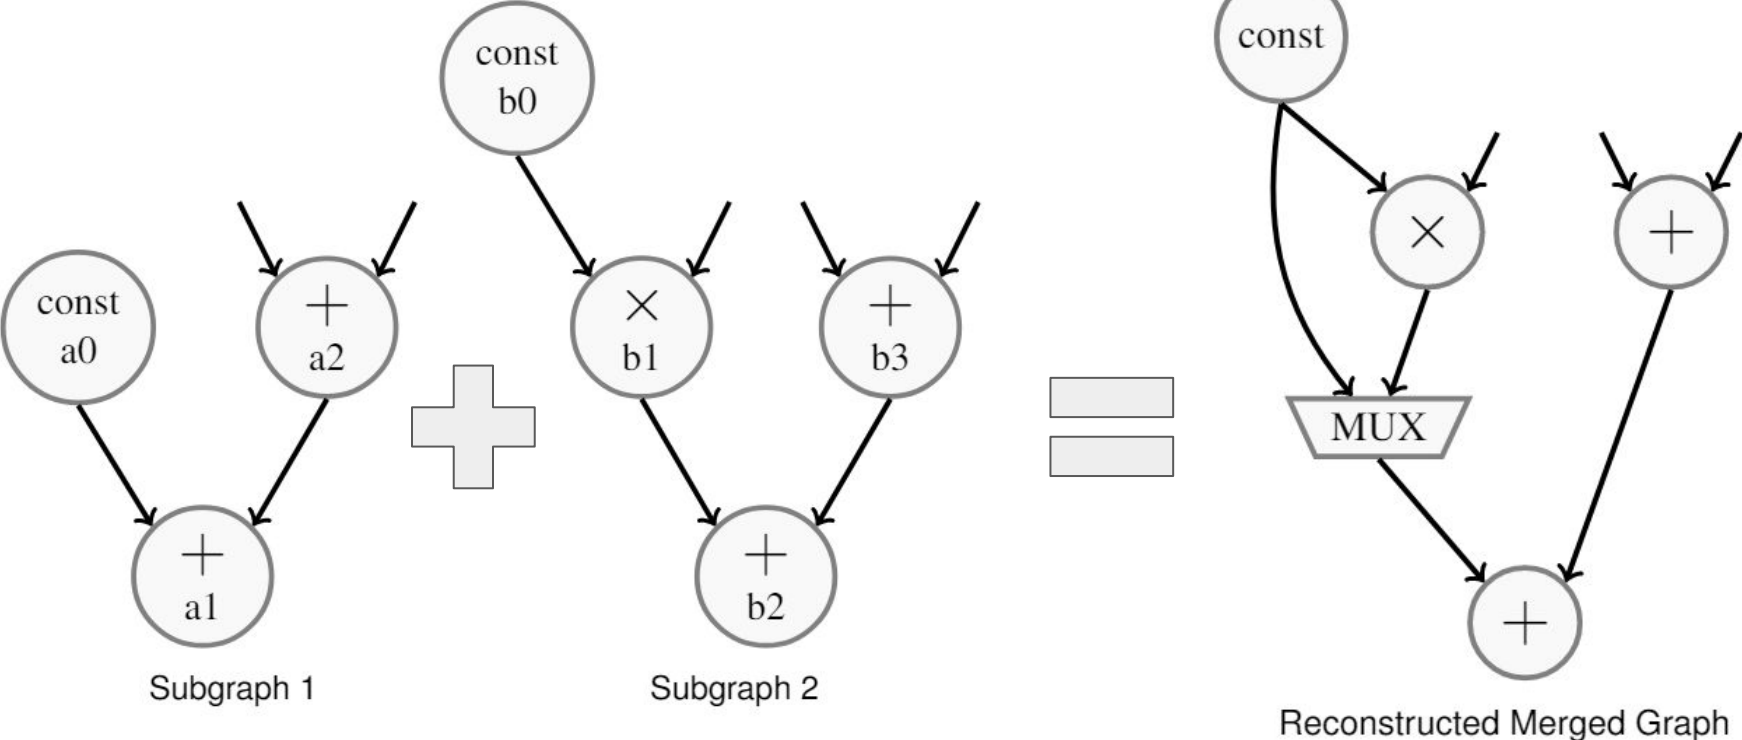 const
b0
const
a0
+
a2
×
b1
+
b3
+
a1
+
b2
Subgraph 1
Subgraph 2
const
×
+
MUX
+
Reconstructed Merged Graph